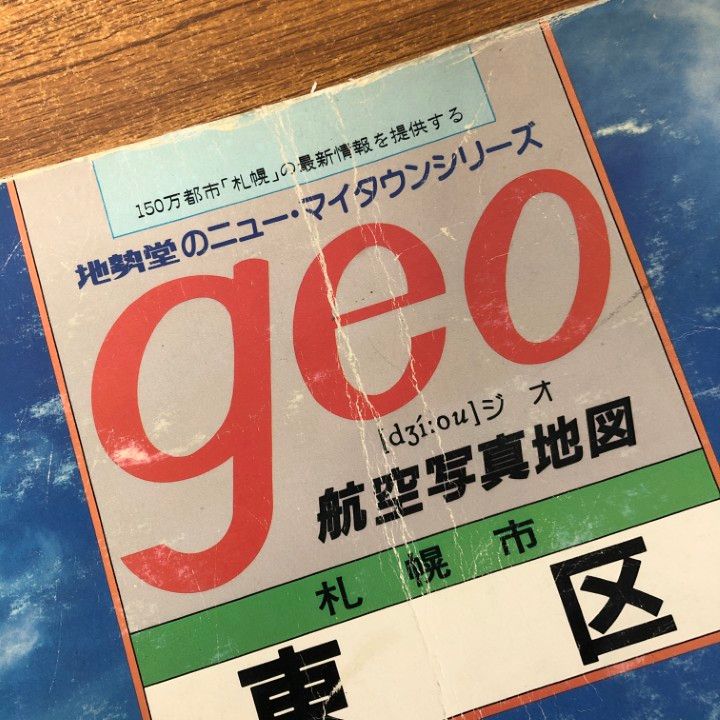 150万都市「札幌」の最新情報を提供する
地勢堂のニュー・マイタウンシリーズ
geo
[dʒí:ou]ジオ
航空写真地図
札幌市
東区